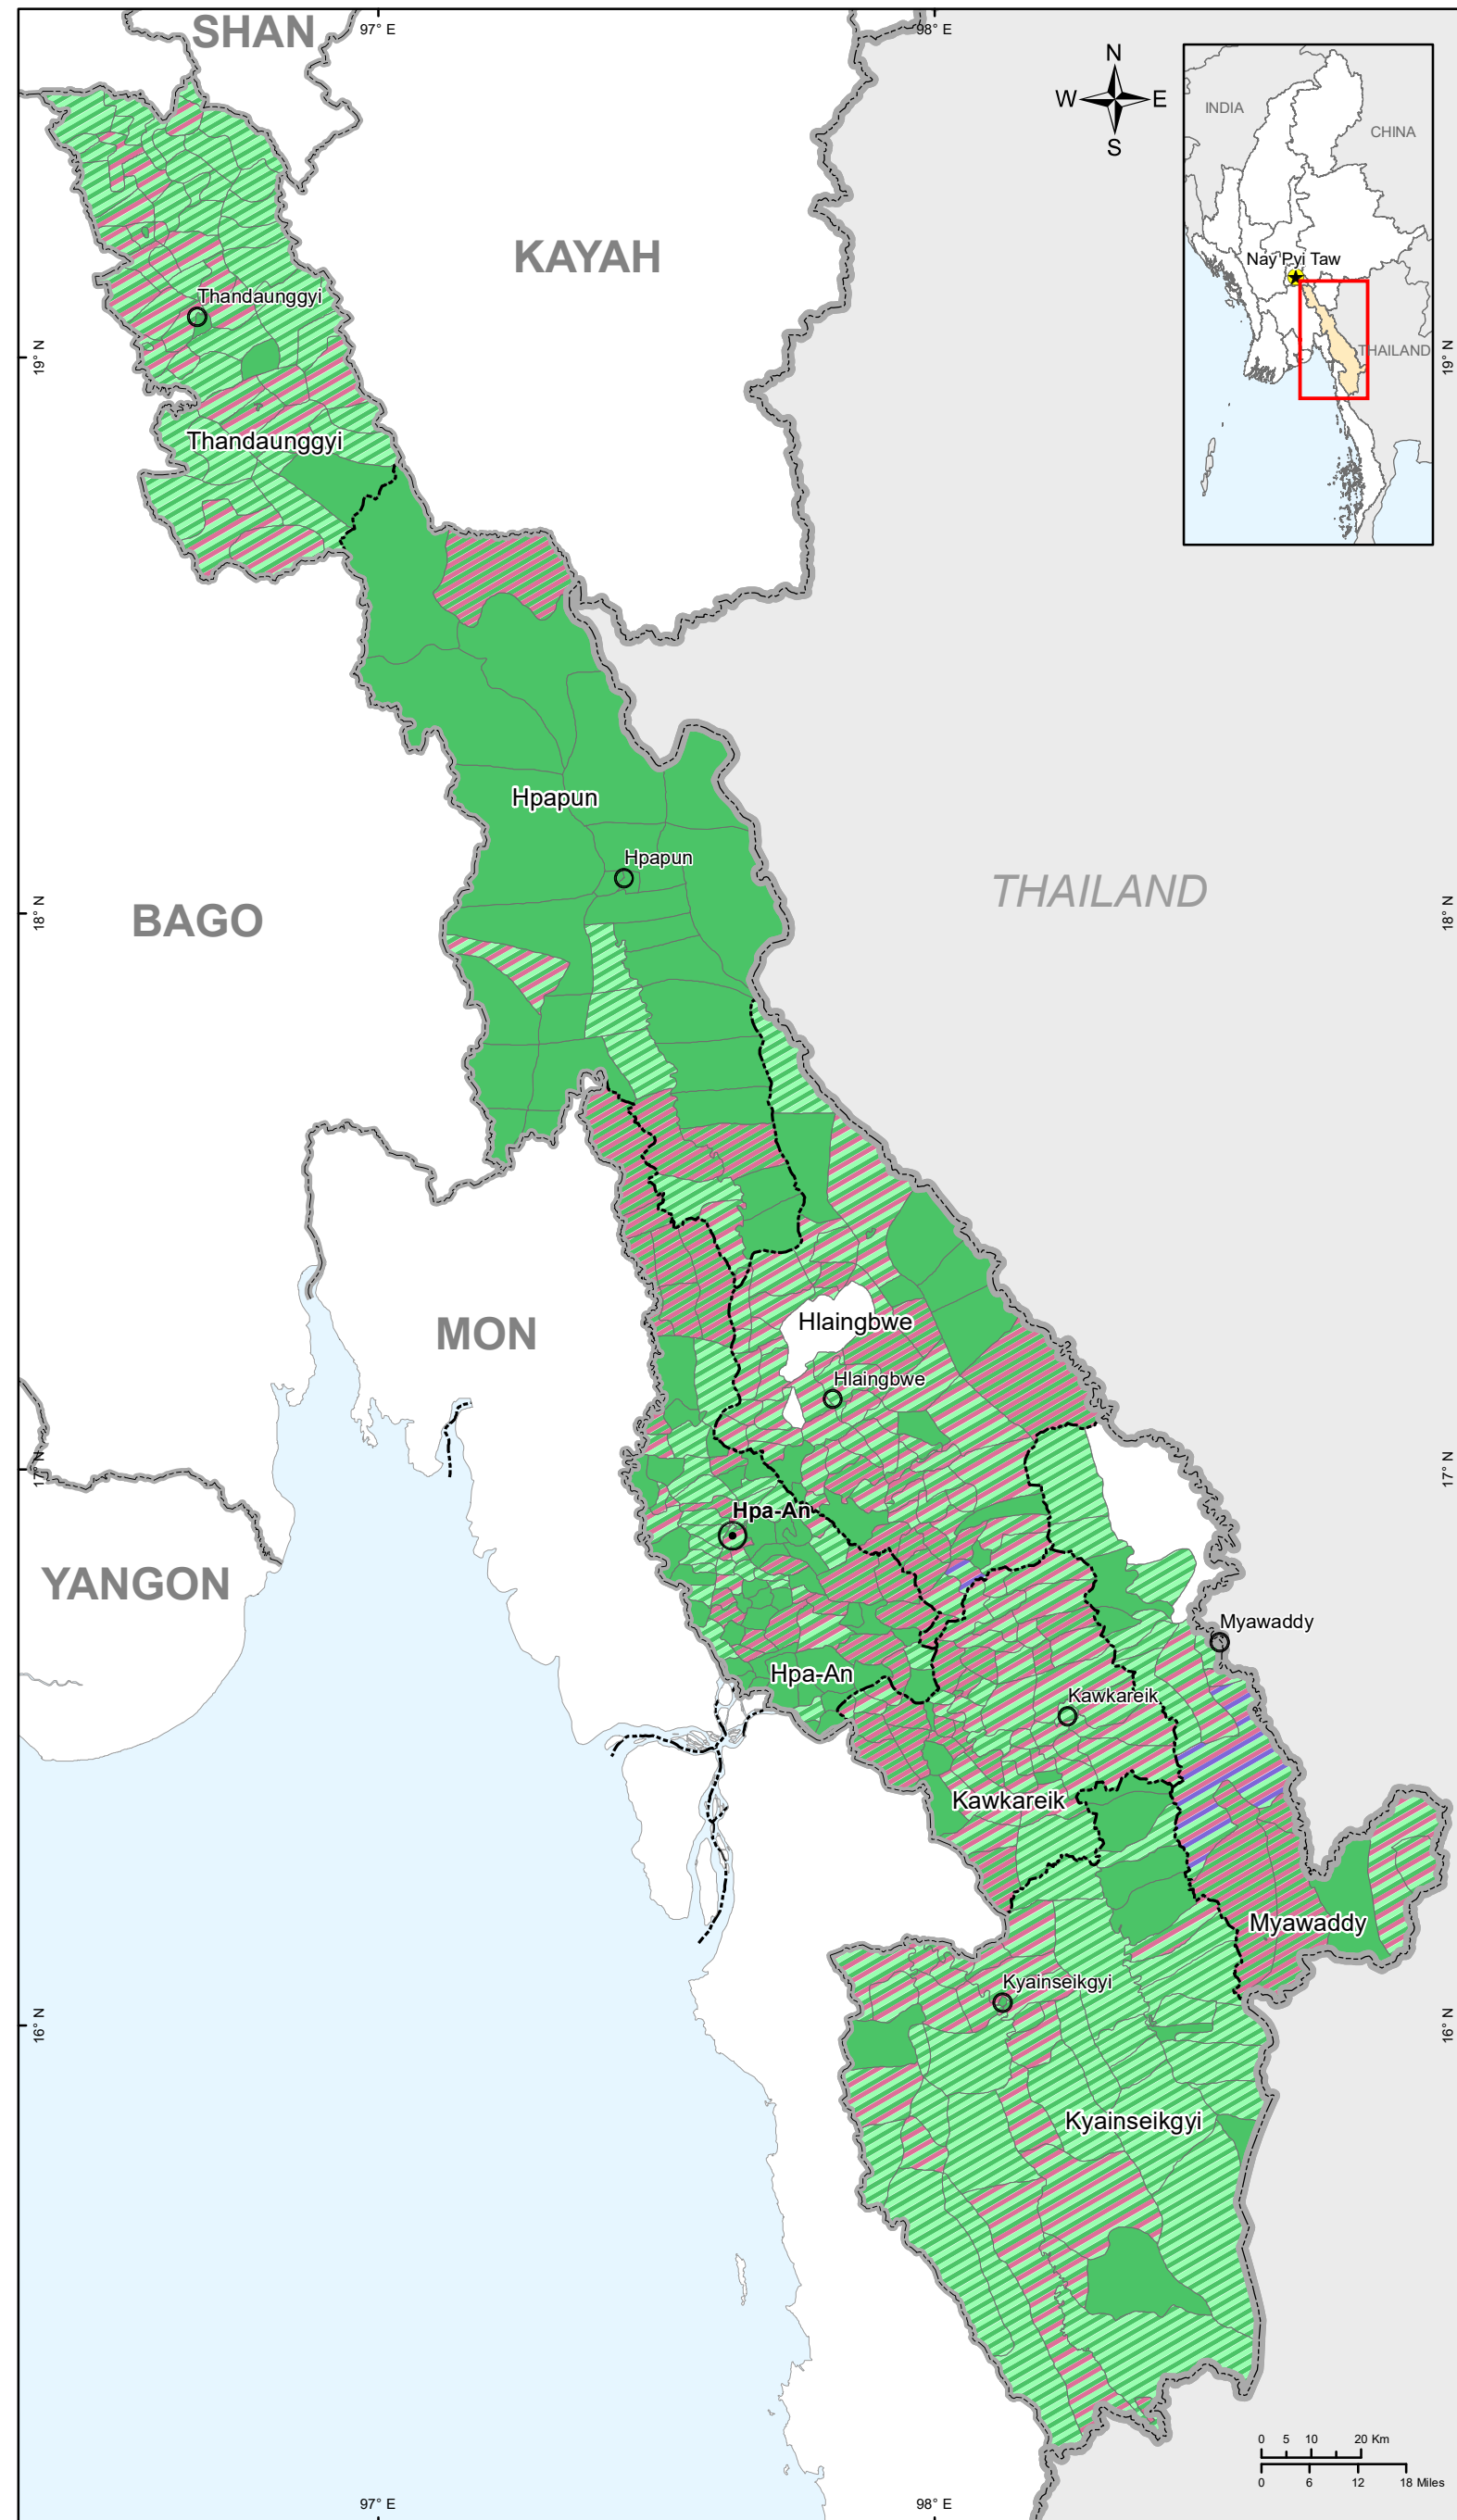 97° E
98° E
SHAN
N
W
E
S
INDIA
CHINA
Nay Pyi Taw
THAILAND
KAYAH
Thandaunggyi
19° N
19° N
Thandaunggyi
Hpapun
Hpapun
THAILAND
BAGO
18° N
18° N
MON
Hlaingbwe
Hlaingbwe
17° N
17° N
Hpa-An
YANGON
Myawaddy
Hpa-An
Kawkareik
Kawkareik
Myawaddy
Kyainseikgyi
16° N
16° N
Kyainseikgyi
0 5 10 20 Km
0 6 12 18 Miles
97° E
98° E